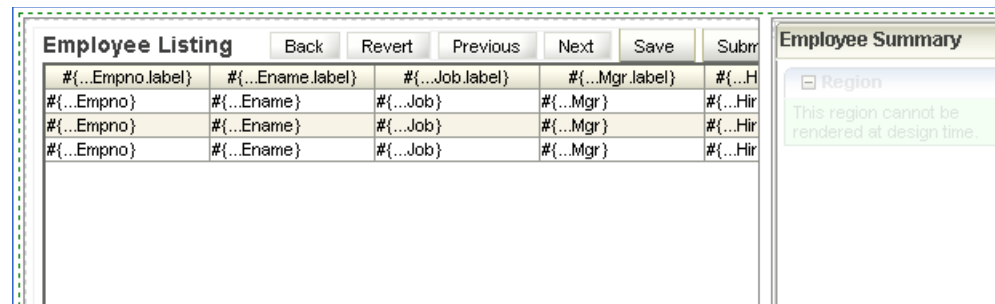 Employee Listing Back Revert Previous Next Save Subm
#{...Empno.label} #{...Ename.label} #{...Job.label} #{...Mgr.label} #{...H
#{...Empno} #{...Ename} #{...Job} #{...Mgr} #{...Hir
#{...Empno} #{...Ename} #{...Job} #{...Mgr} #{...Hir
#{...Empno} #{...Ename} #{...Job} #{...Mgr} #{...Hir
Employee Summary
Region
This region cannot be
rendered at design time.